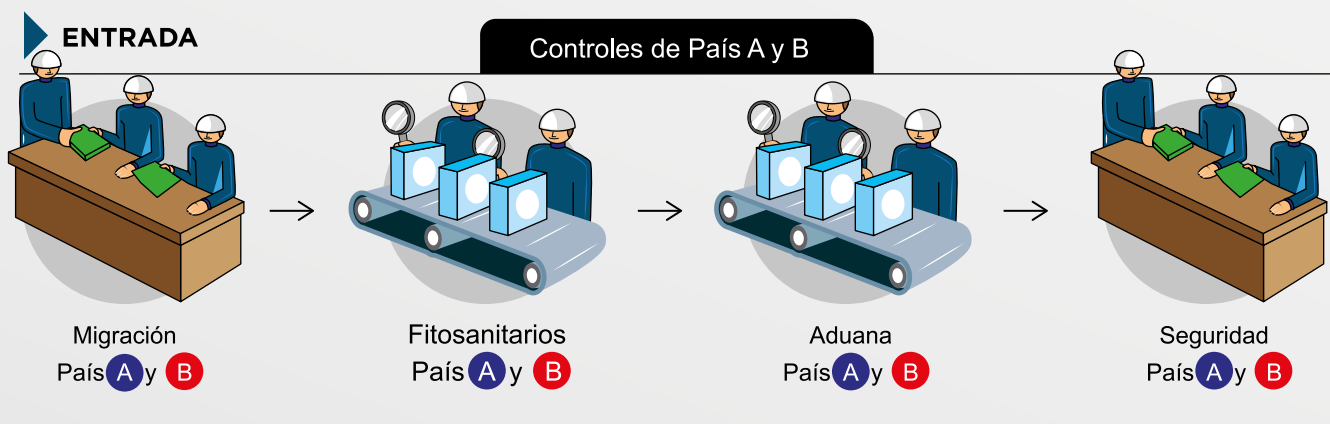 ENTRADA
Controles de País A y B
Migración
País A y B
Fitosanitarios
País A y B
Aduana
País A y B
Seguridad
País A y B